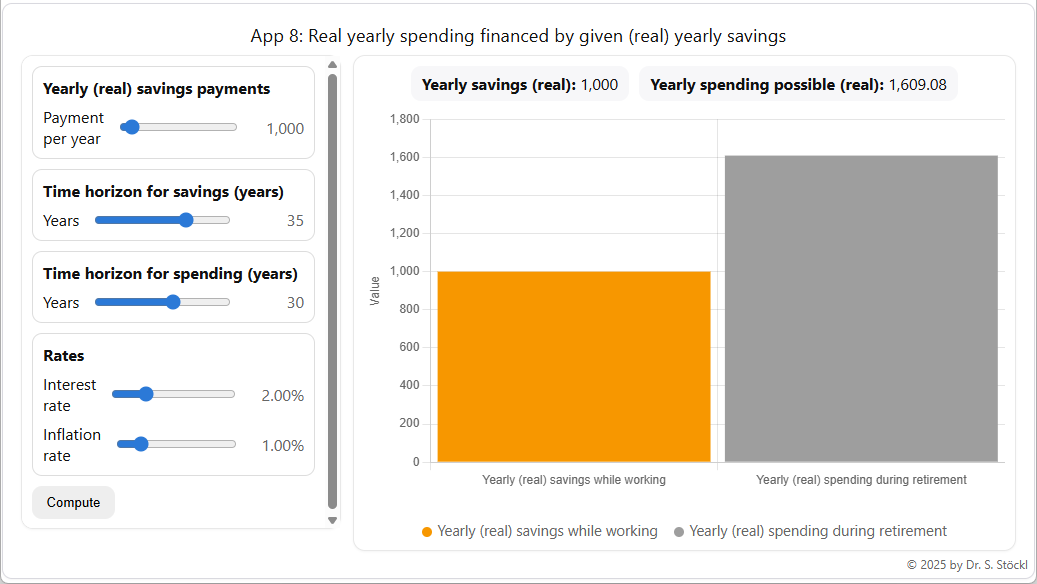 App 8: Real yearly spending financed by given (real) yearly savings
Yearly (real) savings payments
Payment
per year
1,000
Time horizon for savings (years)
Years
35
Time horizon for spending (years)
Years
30
Rates
Interest
rate
2.00%
Inflation
rate
1.00%
Compute
Yearly savings (real): 1,000
Yearly spending possible (real): 1,609.08
Value
1,800
1,600
1,400
1,200
1,000
800
600
400
200
0
Yearly (real) savings while working
Yearly (real) spending during retirement
Yearly (real) savings while working
Yearly (real) spending during retirement
© 2025 by Dr. S. Stöckl